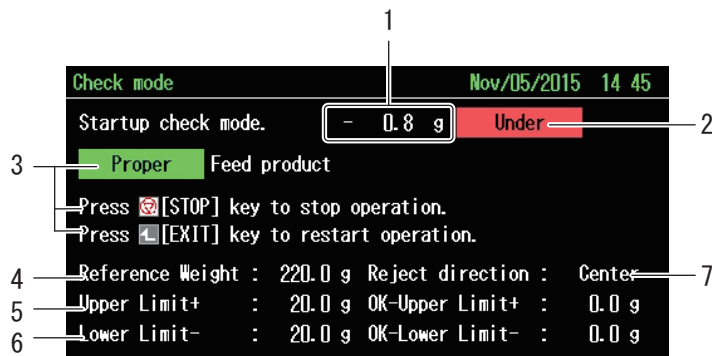 1
Check mode Nov/05/2015 14 45
Startup check mode. - 0.8 g Under 2
3 Proper Feed product
Press [STOP] key to stop operation.
Press [EXIT] key to restart operation.
4 Reference Weight : 220.0 g Reject direction : Center 7
5 Upper Limit+ : 20.0 g OK-Upper Limit+ : 0.0 g
6 Lower Limit- : 20.0 g OK-Lower Limit- : 0.0 g